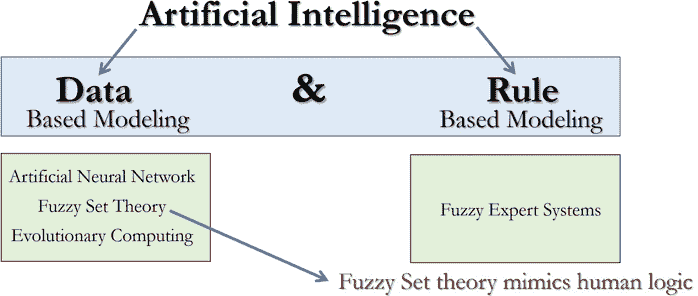 Artificial Intelligence
Data & Rule
Based Modeling Based Modeling
Artificial Neural Network
Fuzzy Set Theory
Evolutionary Computing
Fuzzy Expert Systems
Fuzzy Set theory mimics human logic